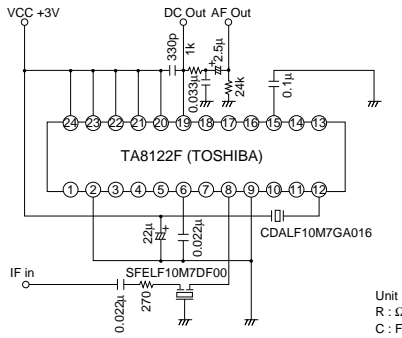 VCC +3V
DC Out
AF Out
330p
1k
2.5µ
+
0.033µ
24k
0.1µ
24 23 22 21 20 19 18 17 16 15 14 13
TA8122F (TOSHIBA)
1 2 3 4 5 6 7 8 9 10 11 12
22µ
+
0.022µ
CDALF10M7GA016
IF in
SFELF10M7DF00
0.022µ
270
Unit
R : Ω
C : F